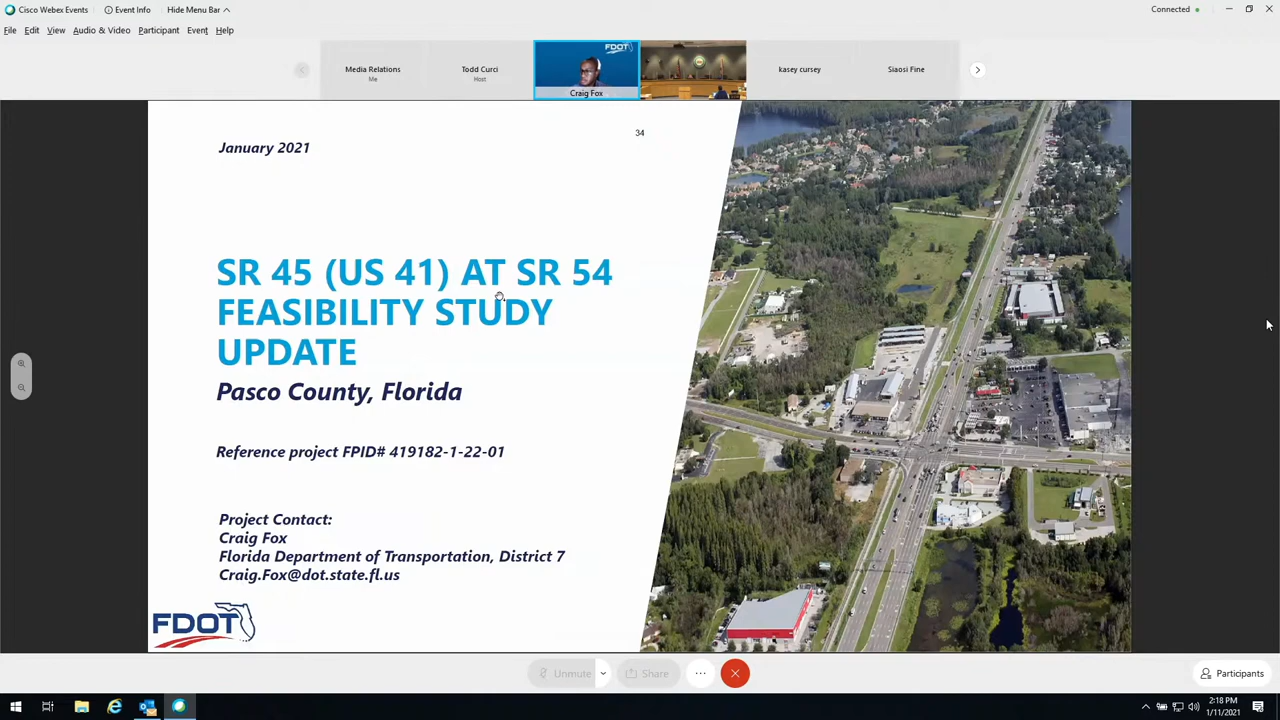 Cisco Webex Events
Event Info
Hide Menu Bar
Connected
File Edit View Audio & Video Participant Event Help
Media Relations
Me
Todd Curci
Host
FDOT
Craig Fox
kasey cursey
Siaosi Fine
January 2021
34
SR 45 (US 41) AT SR 54
FEASIBILITY STUDY
UPDATE
Pasco County, Florida
Reference project FPID# 419182-1-22-01
Project Contact:
Craig Fox
Florida Department of Transportation, District 7
Craig.Fox@dot.state.fl.us
FDOT
Unmute
Share
Participants
2:18 PM
1/11/2021